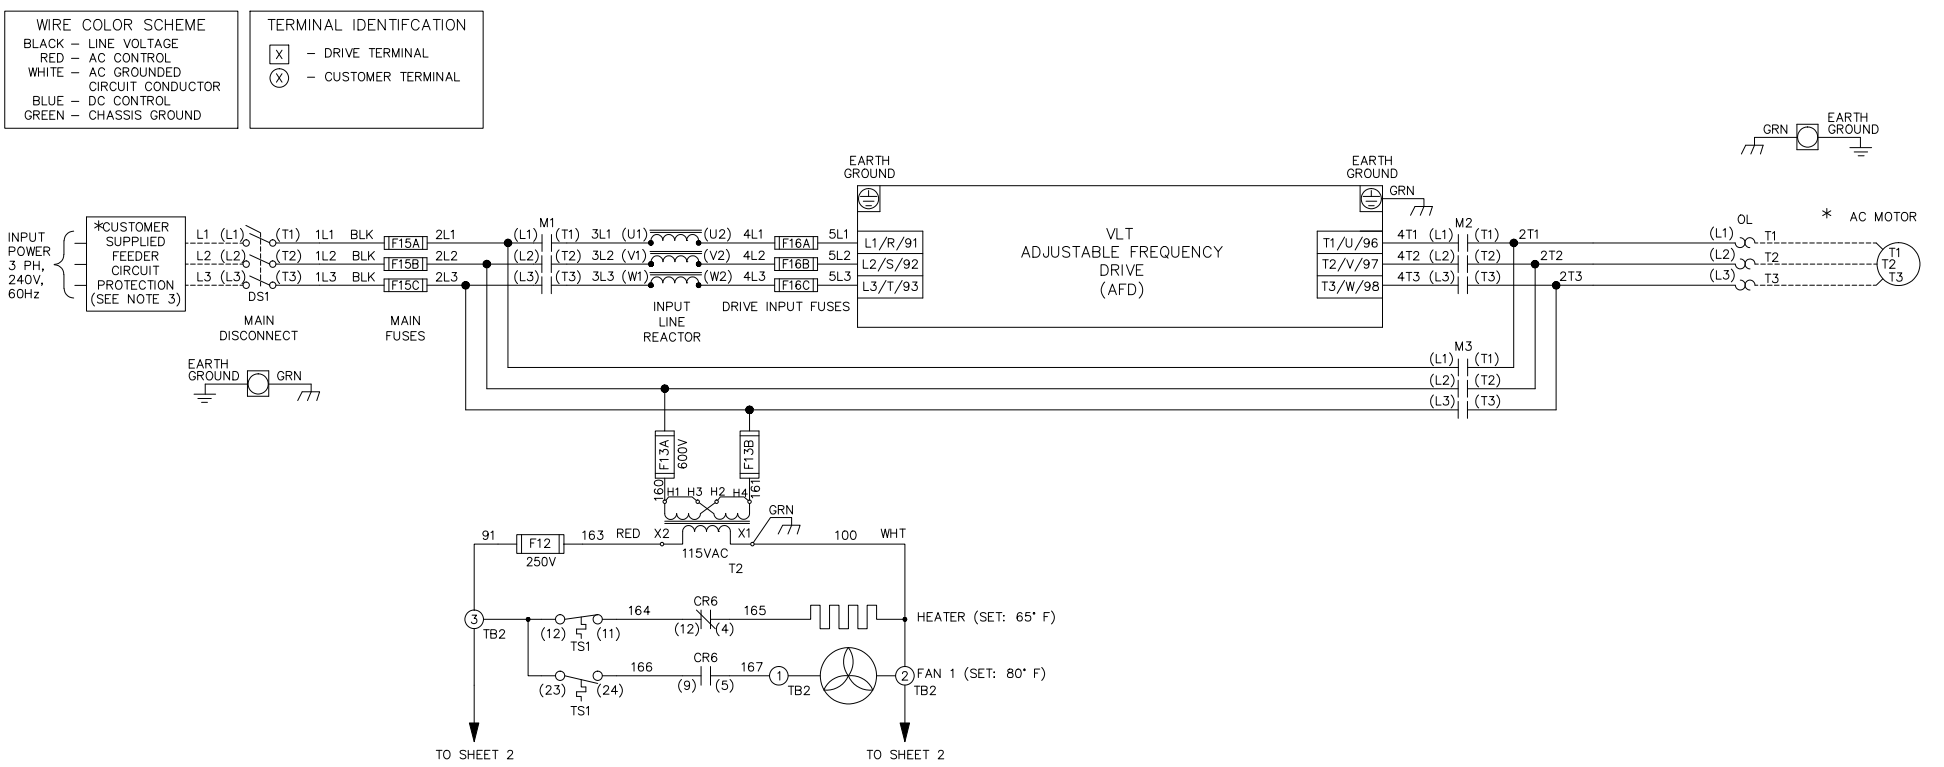 WIRE COLOR SCHEME
BLACK – LINE VOLTAGE
RED – AC CONTROL
WHITE – AC GROUNDED
CIRCUIT CONDUCTOR
BLUE – DC CONTROL
GREEN – CHASSIS GROUND
TERMINAL IDENTIFCATION
X – DRIVE TERMINAL
X – CUSTOMER TERMINAL
GRN
EARTH
GROUND
INPUT
POWER
3 PH,
240V,
60Hz
*CUSTOMER
SUPPLIED
FEEDER
CIRCUIT
PROTECTION
(SEE NOTE 3)
L1 (L1) (T1) 1L1 BLK F15A 2L1
L2 (L2) (T2) 1L2 BLK F15B 2L2
L3 (L3) (T3) 1L3 BLK F15C 2L3
DS1
MAIN
DISCONNECT
MAIN
FUSES
EARTH
GROUND
GRN
M1
(L1) (T1) 3L1 (U1) (U2) 4L1 F16A 5L1
(L2) (T2) 3L2 (V1) (V2) 4L2 F16B 5L2
(L3) (T3) 3L3 (W1) (W2) 4L3 F16C 5L3
INPUT
LINE
REACTOR
DRIVE INPUT FUSES
EARTH
GROUND
L1/R/91
L2/S/92
L3/T/93
VLT
ADJUSTABLE FREQUENCY
DRIVE
(AFD)
EARTH
GROUND
GRN
T1/U/96
T2/V/97
T3/W/98
M2
4T1 (L1) (T1) 2T1
4T2 (L2) (T2) 2T2
4T3 (L3) (T3) 2T3
OL
(L1) T1
(L2) T2
(L3) T3
* AC MOTOR
T1
T2
T3
M3
(L1) (T1)
(L2) (T2)
(L3) (T3)
F13A
600V
F13B
160
161
H1 H3 H2 H4
GRN
91 F12 163 RED X2 X1 100 WHT
250V
115VAC
T2
3
TB2
(12) (11)
TS1
164
CR6
(12) (4)
165
HEATER (SET: 65° F)
(23) (24)
TS1
166
CR6
(9) (5)
167
1
TB2
2
TB2
FAN 1 (SET: 80° F)
TO SHEET 2
TO SHEET 2